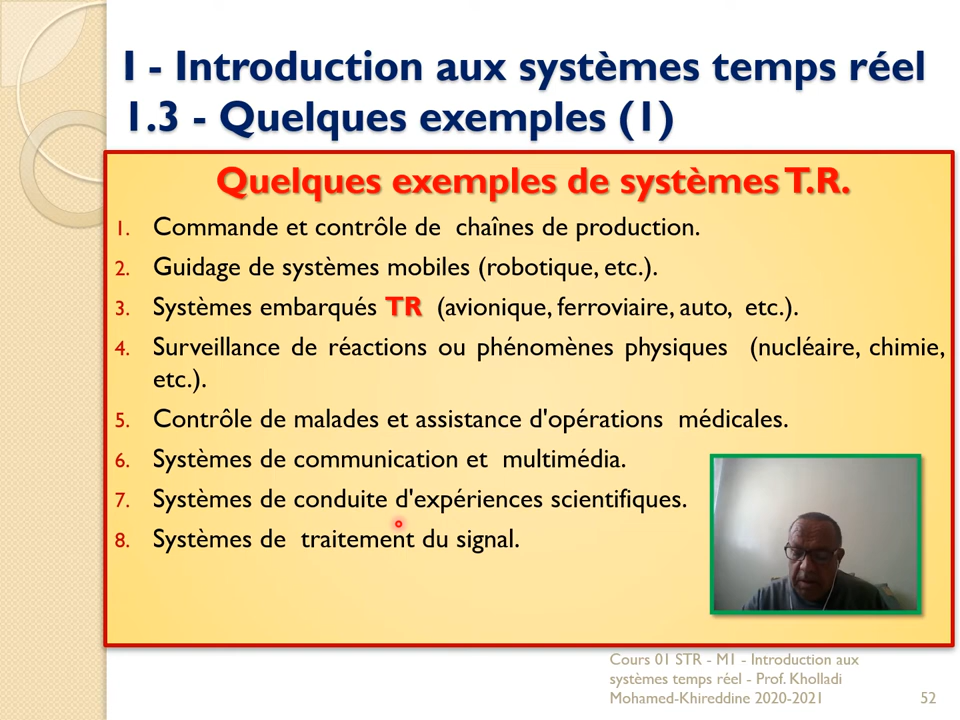 I - Introduction aux systèmes temps réel
1.3 - Quelques exemples (1)
Quelques exemples de systèmes T.R.
1. Commande et contrôle de chaînes de production.
2. Guidage de systèmes mobiles (robotique, etc.).
3. Systèmes embarqués TR (avionique, ferroviaire, auto, etc.).
4. Surveillance de réactions ou phénomènes physiques (nucléaire, chimie,
etc.).
5. Contrôle de malades et assistance d'opérations médicales.
6. Systèmes de communication et multimédia.
7. Systèmes de conduite d'expériences scientifiques.
8. Systèmes de traitement du signal.
Cours 01 STR - M1 - Introduction aux
systèmes temps réel - Prof. Kholladi
Mohamed-Khireddine 2020-2021 52